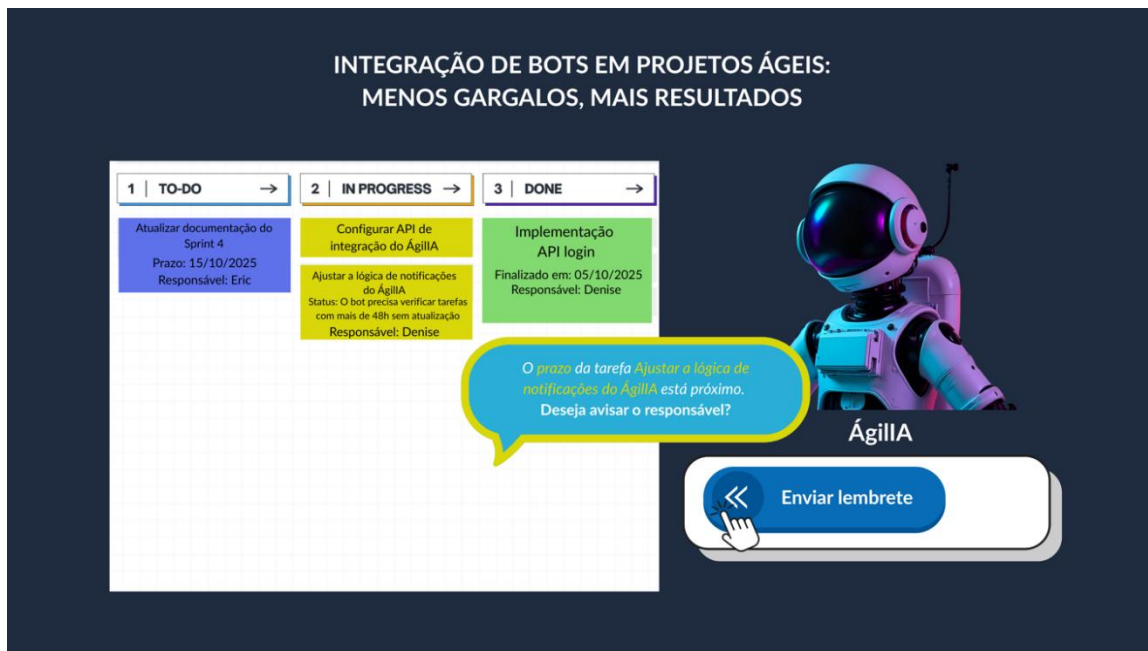 INTEGRAÇÃO DE BOTS EM PROJETOS ÁGEIS:
MENOS GARGALOS, MAIS RESULTADOS
1 | TO-DO →
Atualizar documentação do
Sprint 4
Prazo: 15/10/2025
Responsável: Eric
2 | IN PROGRESS →
Configurar API de
integração do ÁgilIA
Ajustar a lógica de notificações
do ÁgilIA
Status: O bot precisa verificar tarefas
com mais de 48h sem atualização
Responsável: Denise
3 | DONE →
Implementação
API login
Finalizado em: 05/10/2025
Responsável: Denise
O prazo da tarefa Ajustar a lógica de
notificações do ÁgilIA está próximo.
Deseja avisar o responsável?
ÁgilIA
Enviar lembrete